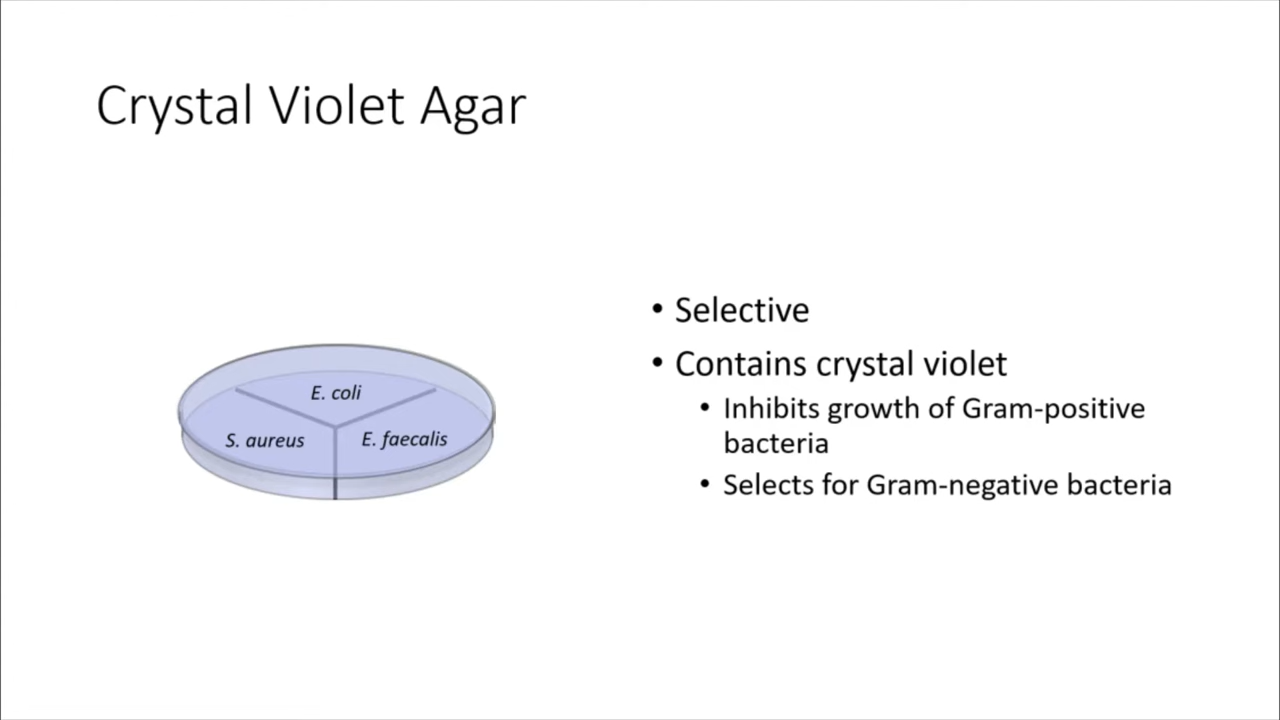 Crystal Violet Agar
E. coli
S. aureus
E. faecalis
• Selective
• Contains crystal violet
• Inhibits growth of Gram-positive
bacteria
• Selects for Gram-negative bacteria